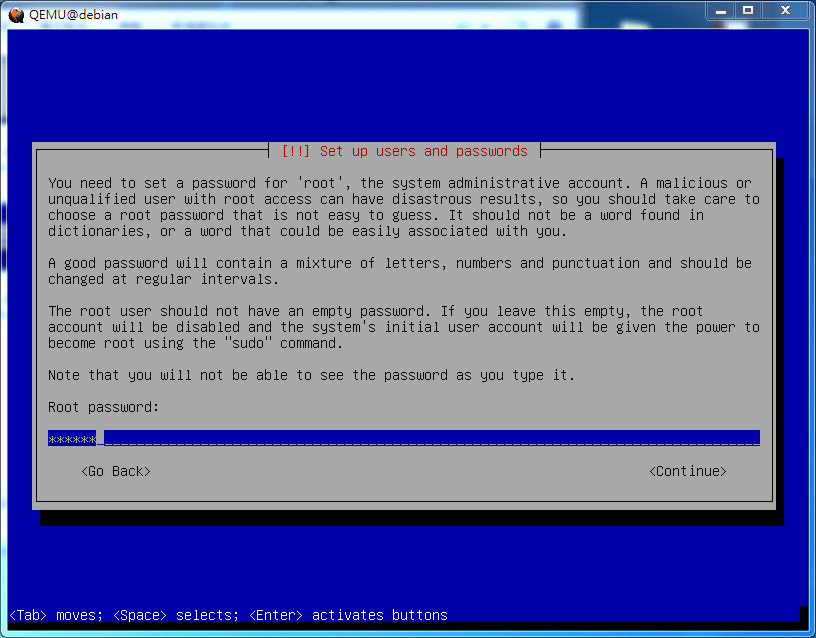 QEMU@debian
[!!] Set up users and passwords
You need to set a password for 'root', the system administrative account. A malicious or
unqualified user with root access can have disastrous results, so you should take care to
choose a root password that is not easy to guess. It should not be a word found in
dictionaries, or a word that could be easily associated with you.
A good password will contain a mixture of letters, numbers and punctuation and should be
changed at regular intervals.
The root user should not have an empty password. If you leave this empty, the root
account will be disabled and the system's initial user account will be given the power to
become root using the "sudo" command.
Note that you will not be able to see the password as you type it.
Root password:
******
<Go Back> <Continue>
<Tab> moves; <Space> selects; <Enter> activates buttons